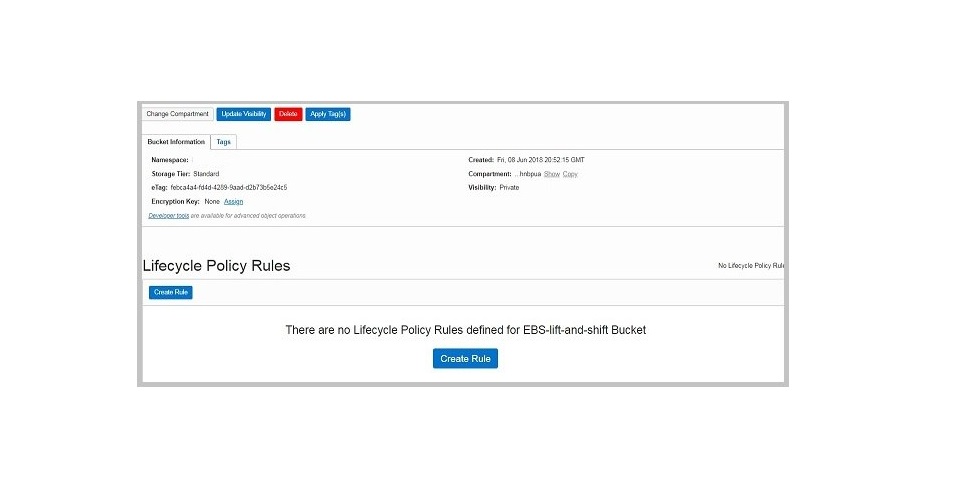 Change Compartment Update Visibility Delete Apply Tag(s)
Bucket Information Tags
Namespace:
Created: Fri, 08 Jun 2018 20:52:15 GMT
Storage Tier: Standard
Compartment: ...hnbpua Show Copy
eTag: febca4a4-fd4d-4289-9aad-d2b73b5e24c5
Visibility: Private
Encryption Key: None Assign
Developer tools are available for advanced object operations.
Lifecycle Policy Rules
No Lifecycle Policy Rule
Create Rule
There are no Lifecycle Policy Rules defined for EBS-lift-and-shift Bucket
Create Rule